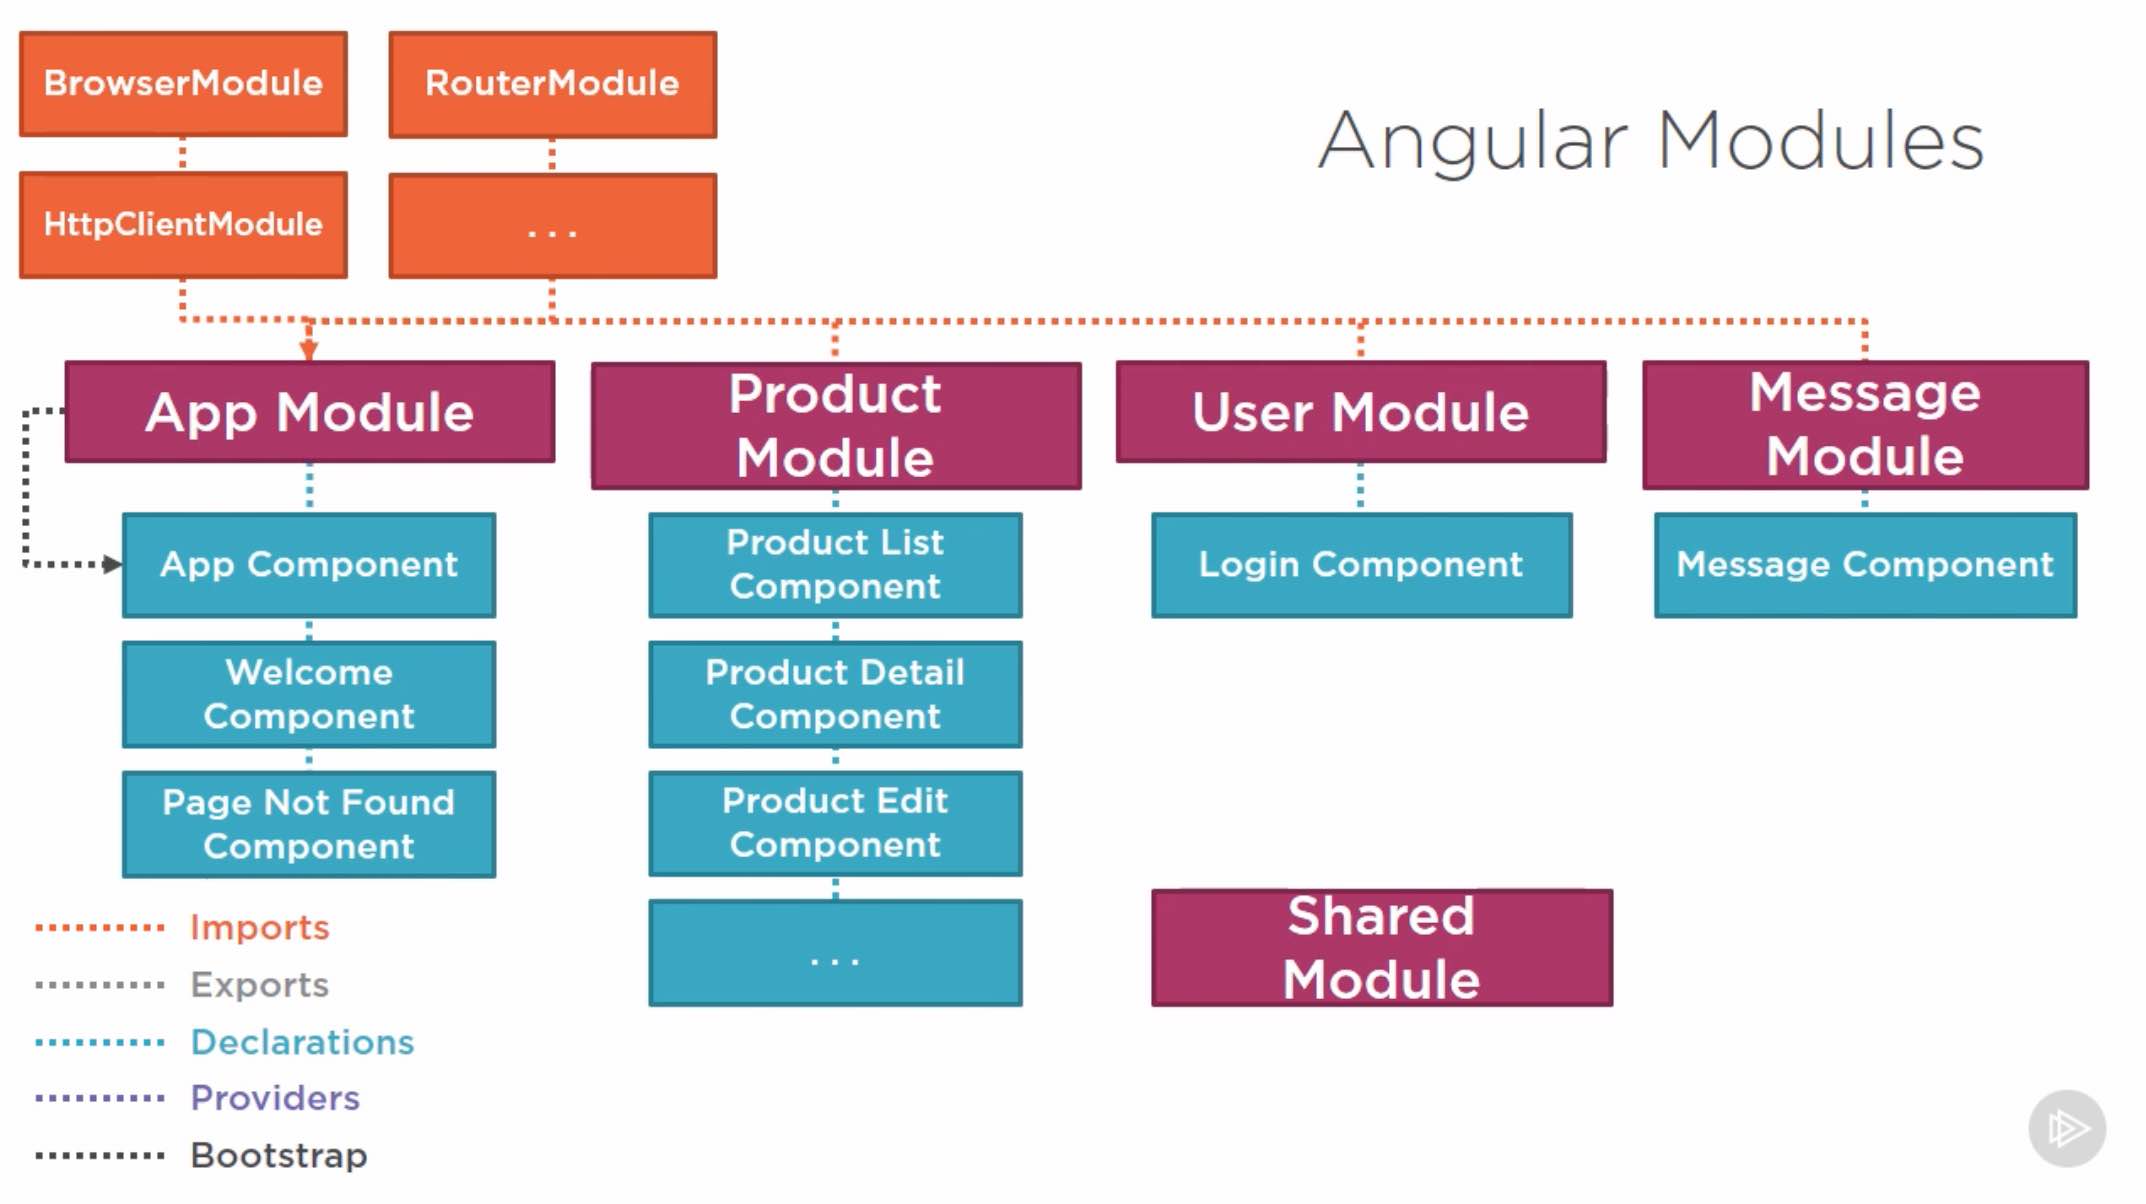 BrowserModule
RouterModule
Angular Modules
HttpClientModule
...
App Module
Product
Module
User Module
Message
Module
App Component
Product List
Component
Login Component
Message Component
Welcome
Component
Product Detail
Component
Page Not Found
Component
Product Edit
Component
...
Shared
Module
Imports
Exports
Declarations
Providers
Bootstrap